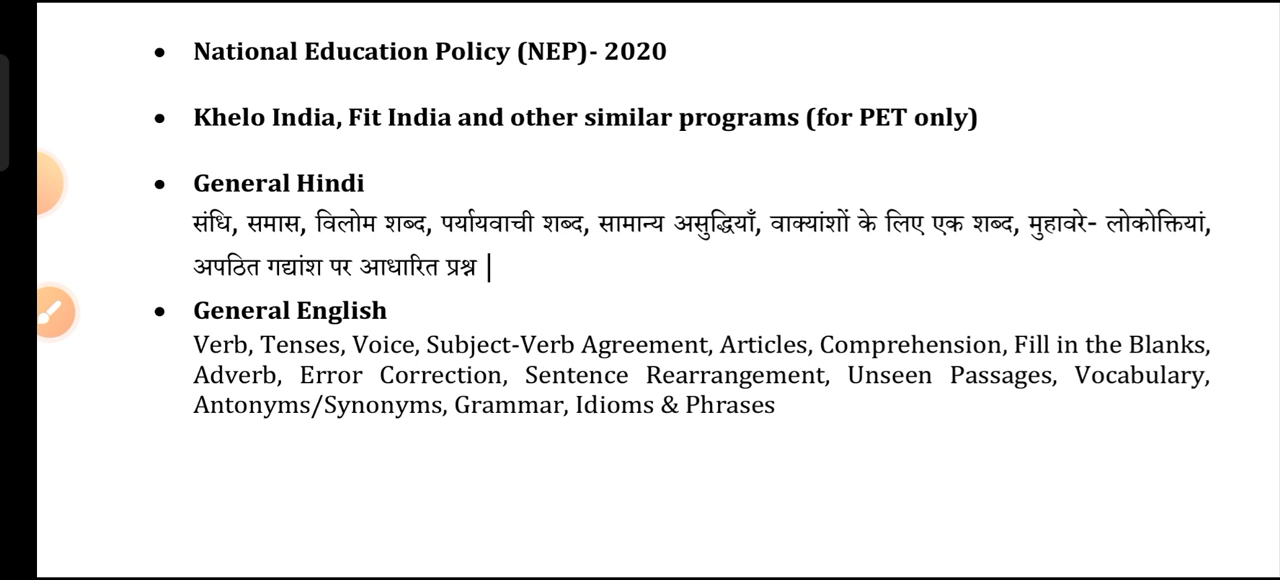 • National Education Policy (NEP)- 2020
• Khelo India, Fit India and other similar programs (for PET only)
• General Hindi
संधि, समास, विलोम शब्द, पर्यायवाची शब्द, सामान्य असुद्धियाँ, वाक्यांशों के लिए एक शब्द, मुहावरे- लोकोक्तियां,
अपठित गद्यांश पर आधारित प्रश्न |
• General English
Verb, Tenses, Voice, Subject-Verb Agreement, Articles, Comprehension, Fill in the Blanks,
Adverb, Error Correction, Sentence Rearrangement, Unseen Passages, Vocabulary,
Antonyms/Synonyms, Grammar, Idioms & Phrases